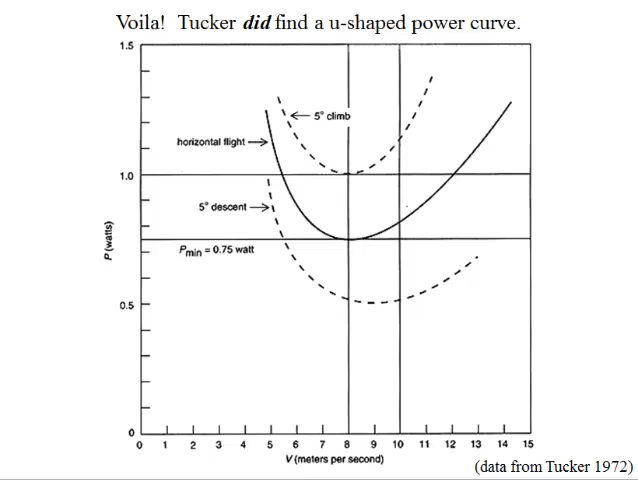 Voila! Tucker did find a u-shaped power curve.
1.5
5° climb
horizontal flight
1.0
5° descent
P (watts)
Pmin = 0.75 watt
0.5
0
0 1 2 3 4 5 6 7 8 9 10 11 12 13 14 15
V (meters per second)
(data from Tucker 1972)